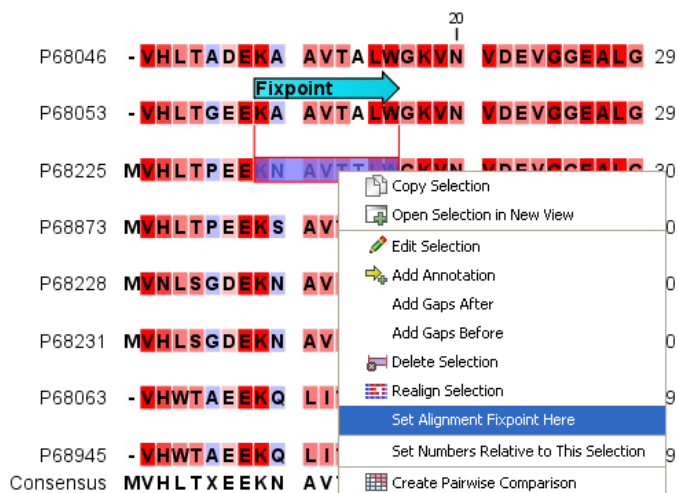 20
P68046 - VHLTADEKA AVTALWGKVN VDEVGGEALG 29
Fixpoint
P68053 - VHLTGEEKA AVTALWGKVN VDEVGGEALG 29
P68225 MVHLTPEEKN AVTTLWGKVN VDEVGGEALG 30
Copy Selection
Open Selection in New View
P68873 MVHLTPEEKS AV
Edit Selection
Add Annotation
P68228 MVNLSGDEKN AV
Add Gaps After
Add Gaps Before
P68231 MVHLSGDEKN AV
Delete Selection
Realign Selection
P68063 - VHWTAEEKQ LI
Set Alignment Fixpoint Here
P68945 - VHWTAEEKQ LI
Set Numbers Relative To This Selection
Consensus MVHLTXEEKN AV
Create Pairwise Comparison